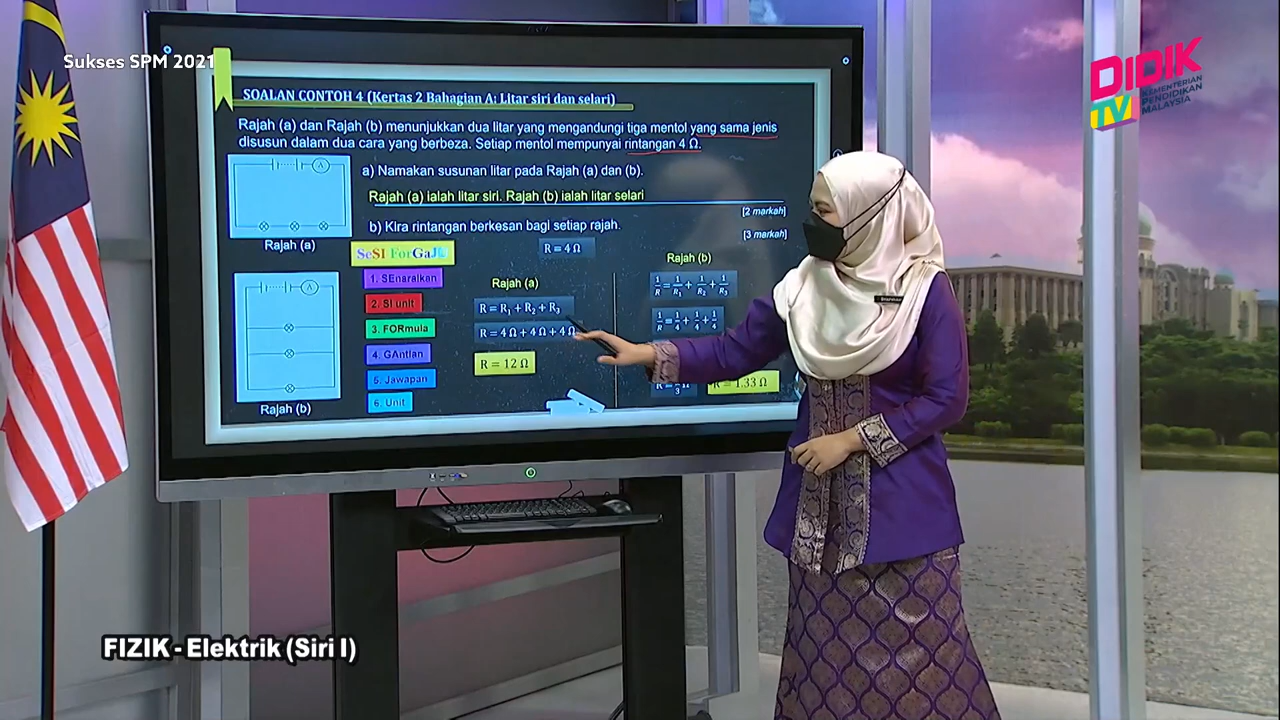 Sukses SPM 2021
DIDIK
TV
KEMENTERIAN
PENDIDIKAN
MALAYSIA
SOALAN CONTOH 4 (Kertas 2 Bahagian A: Litar siri dan selari)
Rajah (a) dan Rajah (b) menunjukkan dua litar yang mengandungi tiga mentol yang sama jenis
disusun dalam dua cara yang berbeza. Setiap mentol mempunyai rintangan 4 Ω.
a) Namakan susunan litar pada Rajah (a) dan (b).
Rajah (a) ialah litar siri. Rajah (b) ialah litar selari
[2 markah]
b) Kira rintangan berkesan bagi setiap rajah.
[3 markah]
A
Rajah (a)
A
Rajah (b)
SeSI ForGaJU
1. SEnaraikan
2. SI unit
3. FORmula
4. GAntian
5. Jawapan
6. Unit
R = 4 Ω
Rajah (a)
R = R₁ + R₂ + R₃
R = 4 Ω + 4 Ω + 4 Ω
R = 12 Ω
Rajah (b)
1/R = 1/R₁ + 1/R₂ + 1/R₃
1/R = 1/4 + 1/4 + 1/4
R = 1.33 Ω
FIZIK - Elektrik (Siri I)